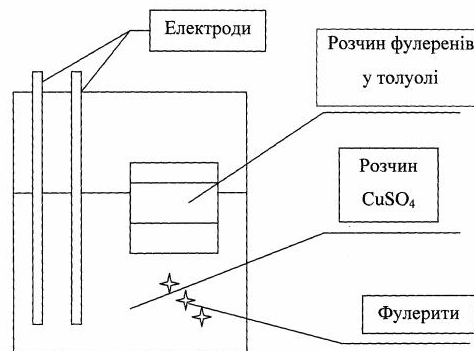 Електроди
Розчин фулеренів
у толуолі
Розчин
CuSO₄
Фулерити